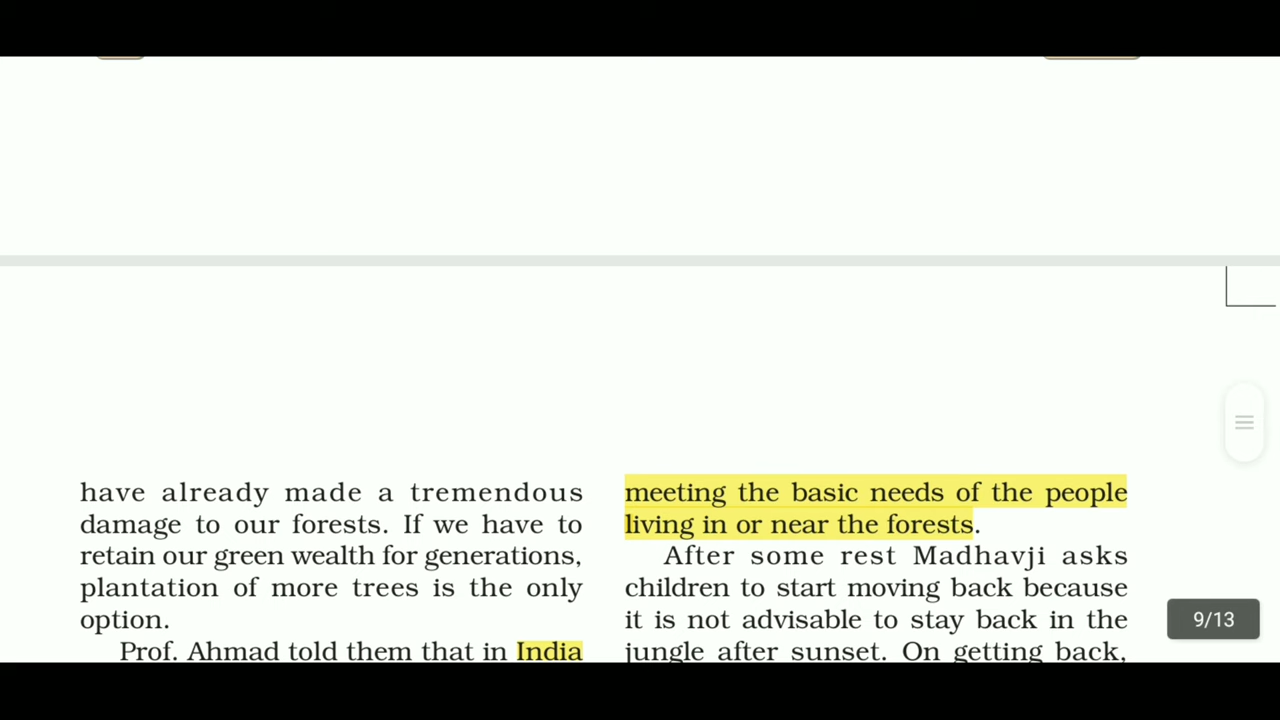 have already made a tremendous
damage to our forests. If we have to
retain our green wealth for generations,
plantation of more trees is the only
option.
Prof. Ahmad told them that in India
meeting the basic needs of the people
living in or near the forests.
After some rest Madhavji asks
children to start moving back because
it is not advisable to stay back in the
jungle after sunset. On getting back,
9/13